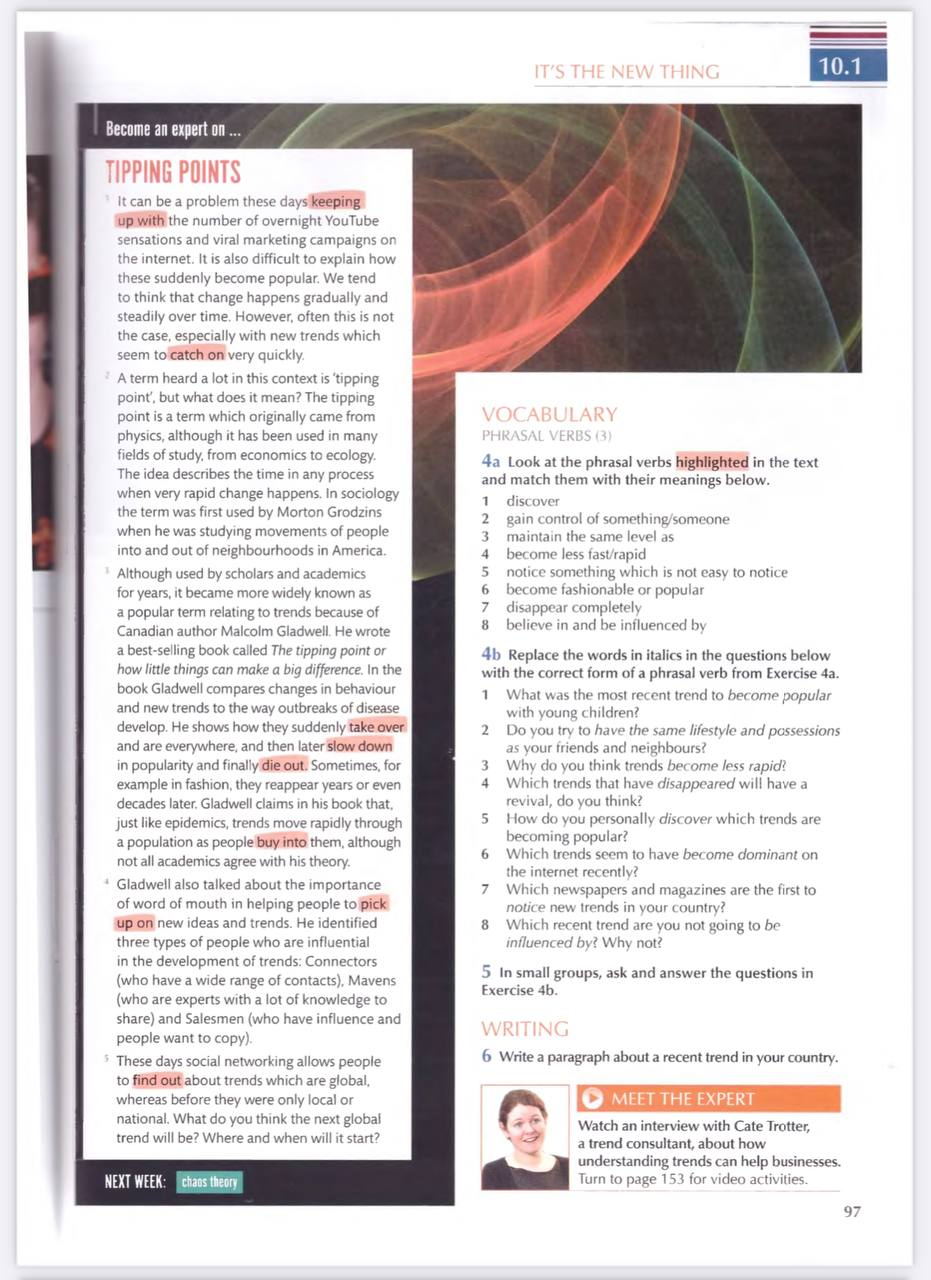 IT'S THE NEW THING
10.1
Become an expert on ...
TIPPING POINTS
1 It can be a problem these days keeping
up with the number of overnight YouTube
sensations and viral marketing campaigns on
the internet. It is also difficult to explain how
these suddenly become popular. We tend
to think that change happens gradually and
steadily over time. However, often this is not
the case, especially with new trends which
seem to catch on very quickly.
2 A term heard a lot in this context is 'tipping
point', but what does it mean? The tipping
point is a term which originally came from
physics, although it has been used in many
fields of study, from economics to ecology.
The idea describes the time in any process
when very rapid change happens. In sociology
the term was first used by Morton Grodzins
when he was studying movements of people
into and out of neighbourhoods in America.
3 Although used by scholars and academics
for years, it became more widely known as
a popular term relating to trends because of
Canadian author Malcolm Gladwell. He wrote
a best-selling book called The tipping point or
how little things can make a big difference. In the
book Gladwell compares changes in behaviour
and new trends to the way outbreaks of disease
develop. He shows how they suddenly take over
and are everywhere, and then later slow down
in popularity and finally die out. Sometimes, for
example in fashion, they reappear years or even
decades later. Gladwell claims in his book that,
just like epidemics, trends move rapidly through
a population as people buy into them, although
not all academics agree with his theory.
4 Gladwell also talked about the importance
of word of mouth in helping people to pick
up on new ideas and trends. He identified
three types of people who are influential
in the development of trends: Connectors
(who have a wide range of contacts), Mavens
(who are experts with a lot of knowledge to
share) and Salesmen (who have influence and
people want to copy).
5 These days social networking allows people
to find out about trends which are global,
whereas before they were only local or
national. What do you think the next global
trend will be? Where and when will it start?
NEXT WEEK: chaos theory
VOCABULARY
PHRASAL VERBS (3)
4a Look at the phrasal verbs highlighted in the text
and match them with their meanings below.
1 discover
2 gain control of something/someone
3 maintain the same level as
4 become less fast/rapid
5 notice something which is not easy to notice
6 become fashionable or popular
7 disappear completely
8 believe in and be influenced by
4b Replace the words in italics in the questions below
with the correct form of a phrasal verb from Exercise 4a.
1 What was the most recent trend to become popular
with young children?
2 Do you try to have the same lifestyle and possessions
as your friends and neighbours?
3 Why do you think trends become less rapid?
4 Which trends that have disappeared will have a
revival, do you think?
5 How do you personally discover which trends are
becoming popular?
6 Which trends seem to have become dominant on
the internet recently?
7 Which newspapers and magazines are the first to
notice new trends in your country?
8 Which recent trend are you not going to be
influenced by? Why not?
5 In small groups, ask and answer the questions in
Exercise 4b.
WRITING
6 Write a paragraph about a recent trend in your country.
MEET THE EXPERT
Watch an interview with Cate Trotter,
a trend consultant, about how
understanding trends can help businesses.
Turn to page 153 for video activities.
97